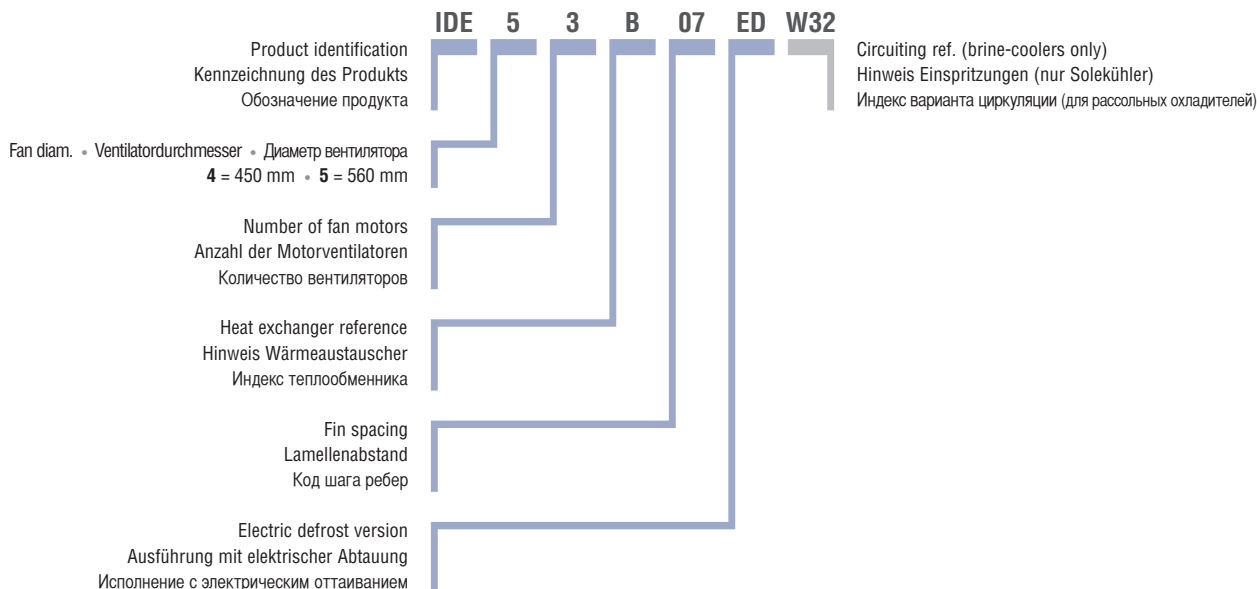 IDE 5 3 B 07 ED W32
Product identification
Kennzeichnung des Produkts
Обозначение продукта
Circuiting ref. (brine-coolers only)
Hinweis Einspritzungen (nur Solekühler)
Индекс варианта циркуляции (для рассольных охладителей)
Fan diam. • Ventilatordurchmesser • Диаметр вентилятора
4 = 450 mm • 5 = 560 mm
Number of fan motors
Anzahl der Motorventilatoren
Количество вентиляторов
Heat exchanger reference
Hinweis Wärmeaustauscher
Индекс теплообменника
Fin spacing
Lamellenabstand
Код шага ребер
Electric defrost version
Ausführung mit elektrischer Abtauung
Исполнение с электрическим оттаиванием